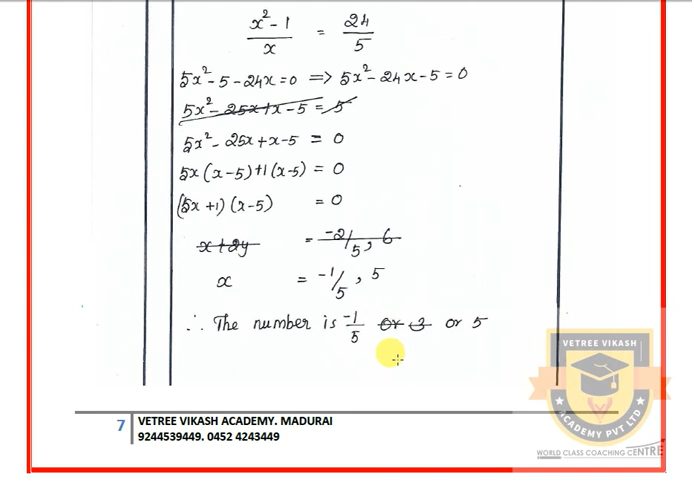 x² - 1 / x = 24 / 5
5x² - 5 - 24x = 0 ⇒ 5x² - 24x - 5 = 0
5x² - 25x + x - 5 = 5
5x² - 25x + x - 5 = 0
5x (x - 5) + 1 (x - 5) = 0
(5x + 1) (x - 5) = 0
x + 2y = -2/5, 6
x = -1/5, 5
∴ The number is -1/5 or 3 or 5
7 VETREE VIKASH ACADEMY. MADURAI
9244539449. 0452 4243449
VETREE VIKASH
ACADEMY PVT LTD
WORLD CLASS COACHING CENTRE